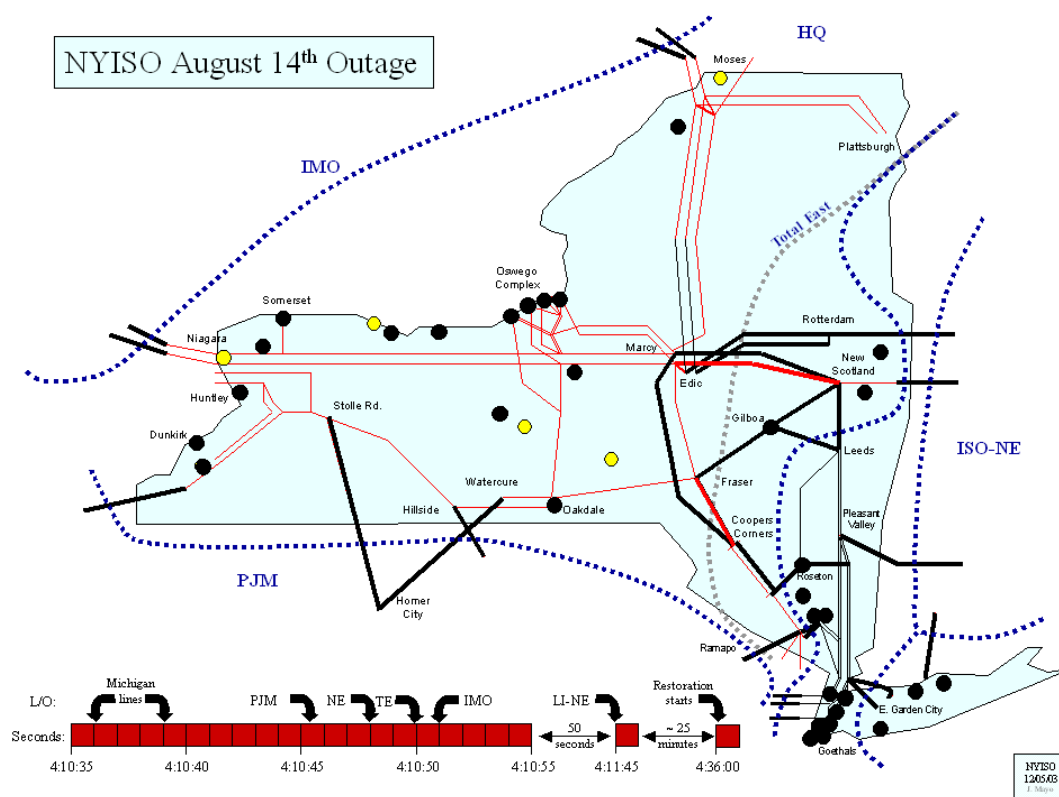 NYISO August 14th Outage
HQ
Moses
IMO
Plattsburgh
Total East
Oswego
Complex
Somerset
Niagara
Rotterdam
Marcy
New
Scotland
Edic
Huntley
Stolle Rd.
Gilboa
Dunkirk
Leeds
ISO-NE
Watercure
Fraser
Hillside
Oakdale
Coopers
Corners
Pleasant
Valley
PJM
Roseton
Homer
City
Ramapo
E. Garden City
Goethals
L/O:
Michigan
lines
PJM
NE
TE
IMO
LI-NE
Restoration
starts
Seconds:
50
seconds
~ 25
minutes
4:10:35
4:10:40
4:10:45
4:10:50
4:10:55
4:11:45
4:36:00
NYISO
12/05/03
J. Mayo